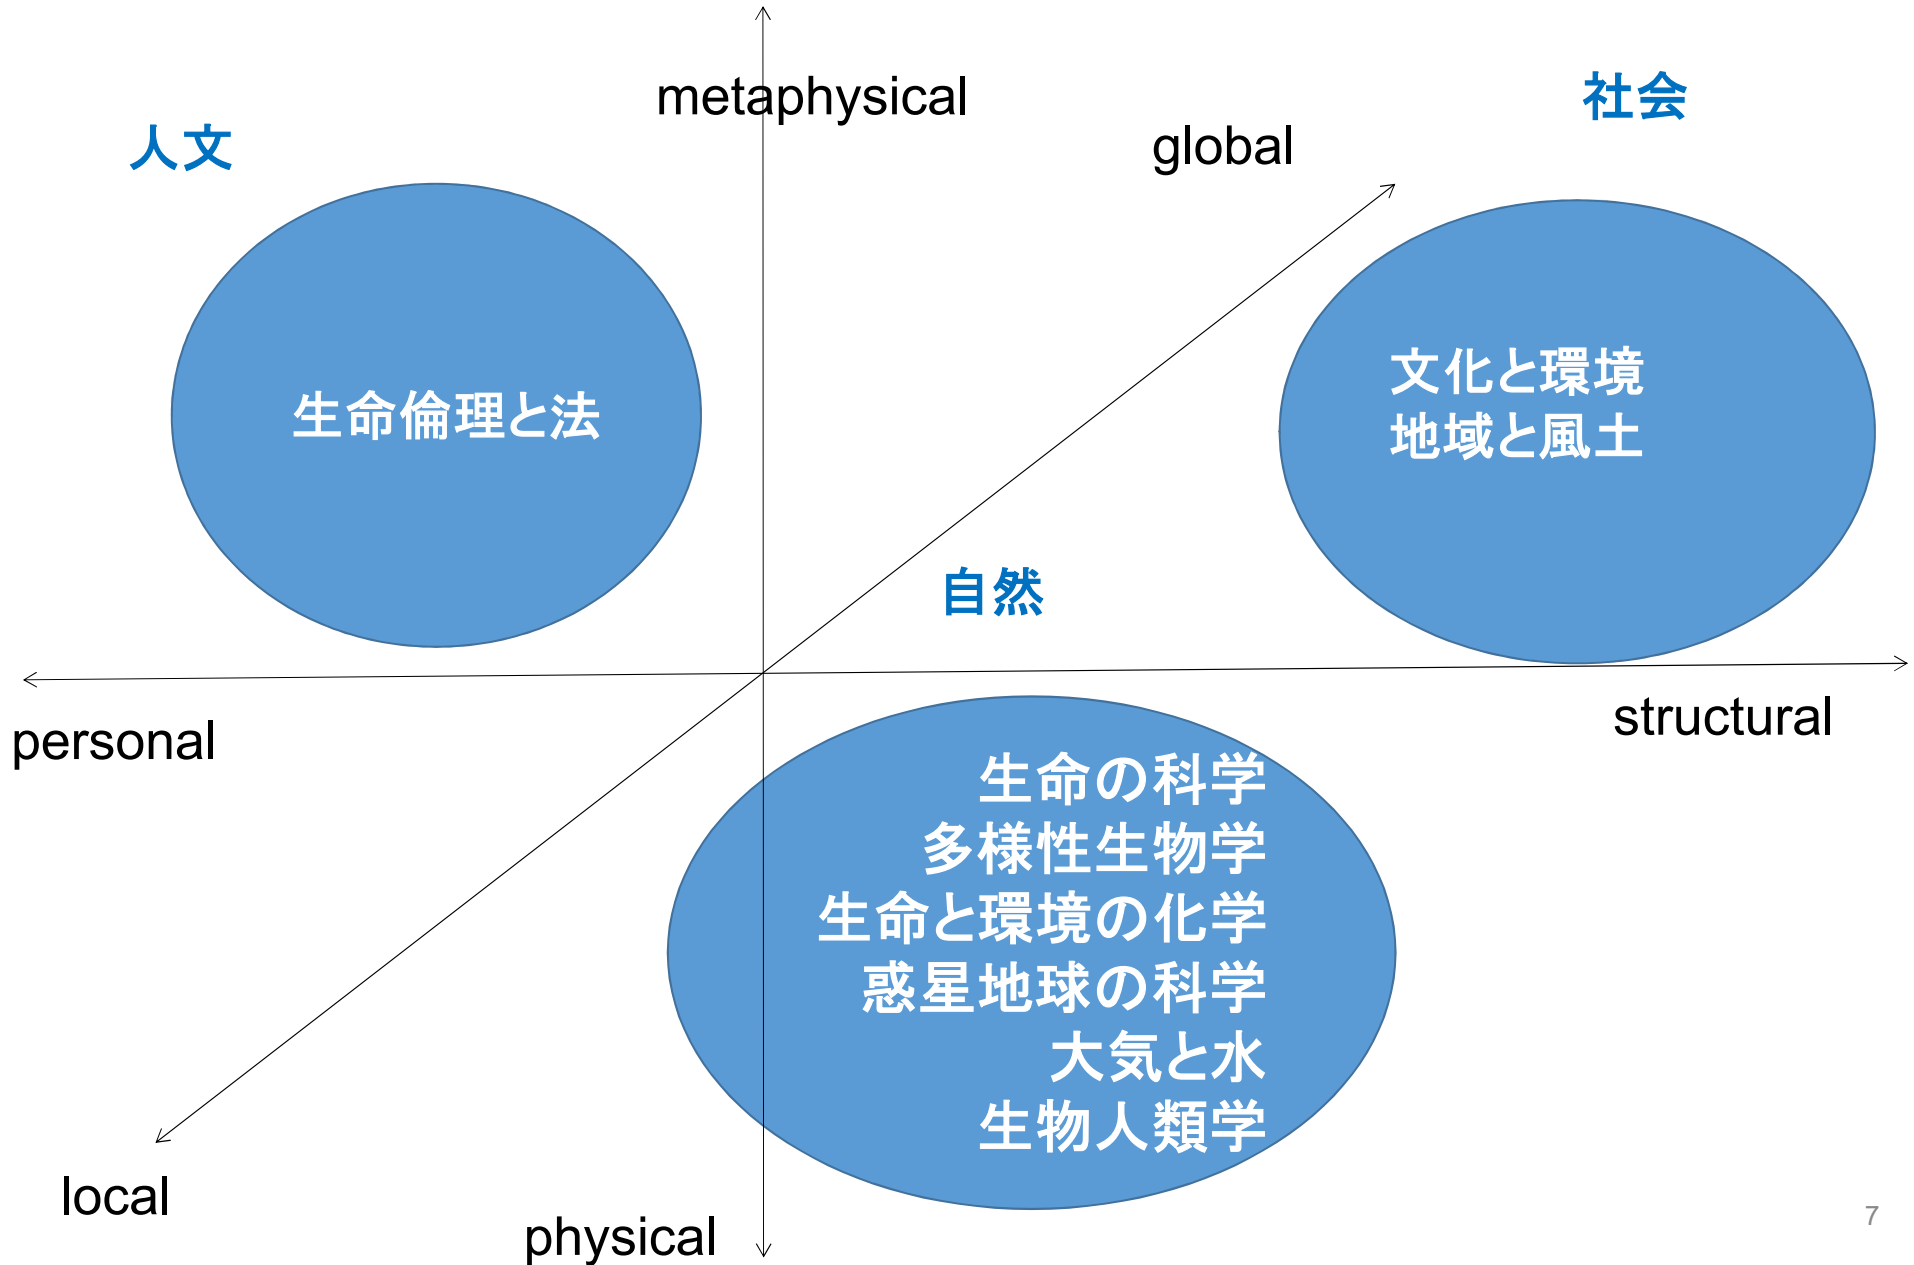 metaphysical
社会
人文
global
生命倫理と法
文化と環境
地域と風土
自然
personal
structural
生命の科学
多様性生物学
生命と環境の化学
惑星地球の科学
大気と水
生物人類学
local
physical
7